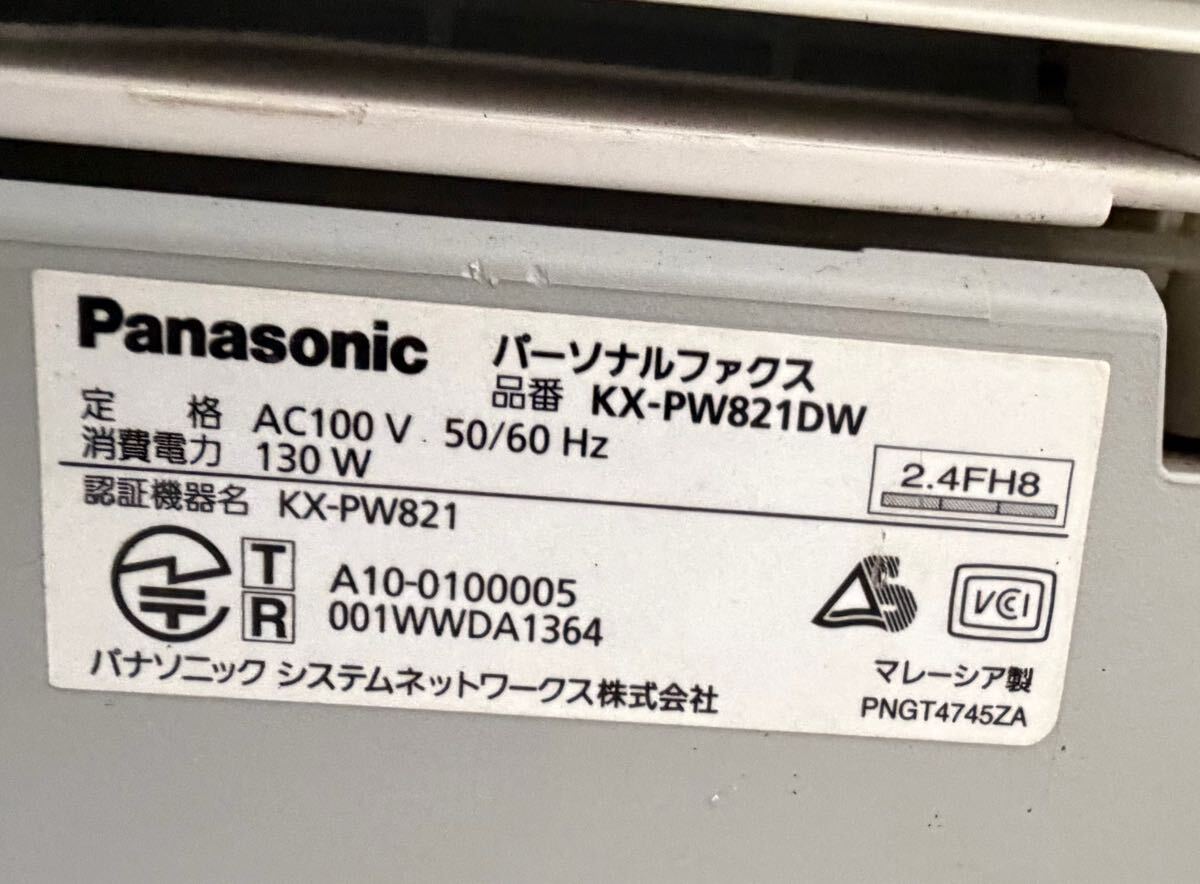 Panasonic パーソナルファクス
品番 KX-PW821DW
定 格 AC100 V 50/60 Hz
消費電力 130 W
2.4FH8
認証機器名 KX-PW821
T A10-0100005
R 001WWDA1364
S
VCI
パナソニック システムネットワークス株式会社
マレーシア製
PNGT4745ZA